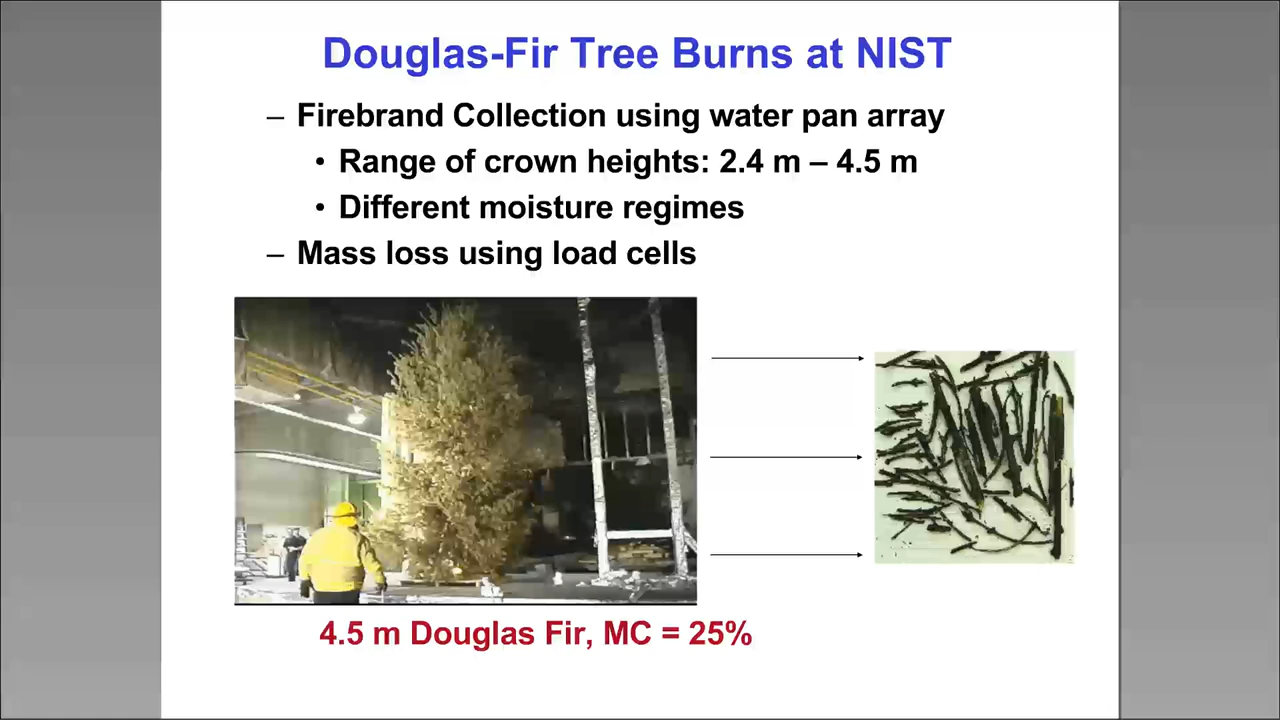 Douglas-Fir Tree Burns at NIST
– Firebrand Collection using water pan array
• Range of crown heights: 2.4 m – 4.5 m
• Different moisture regimes
– Mass loss using load cells
4.5 m Douglas Fir, MC = 25%